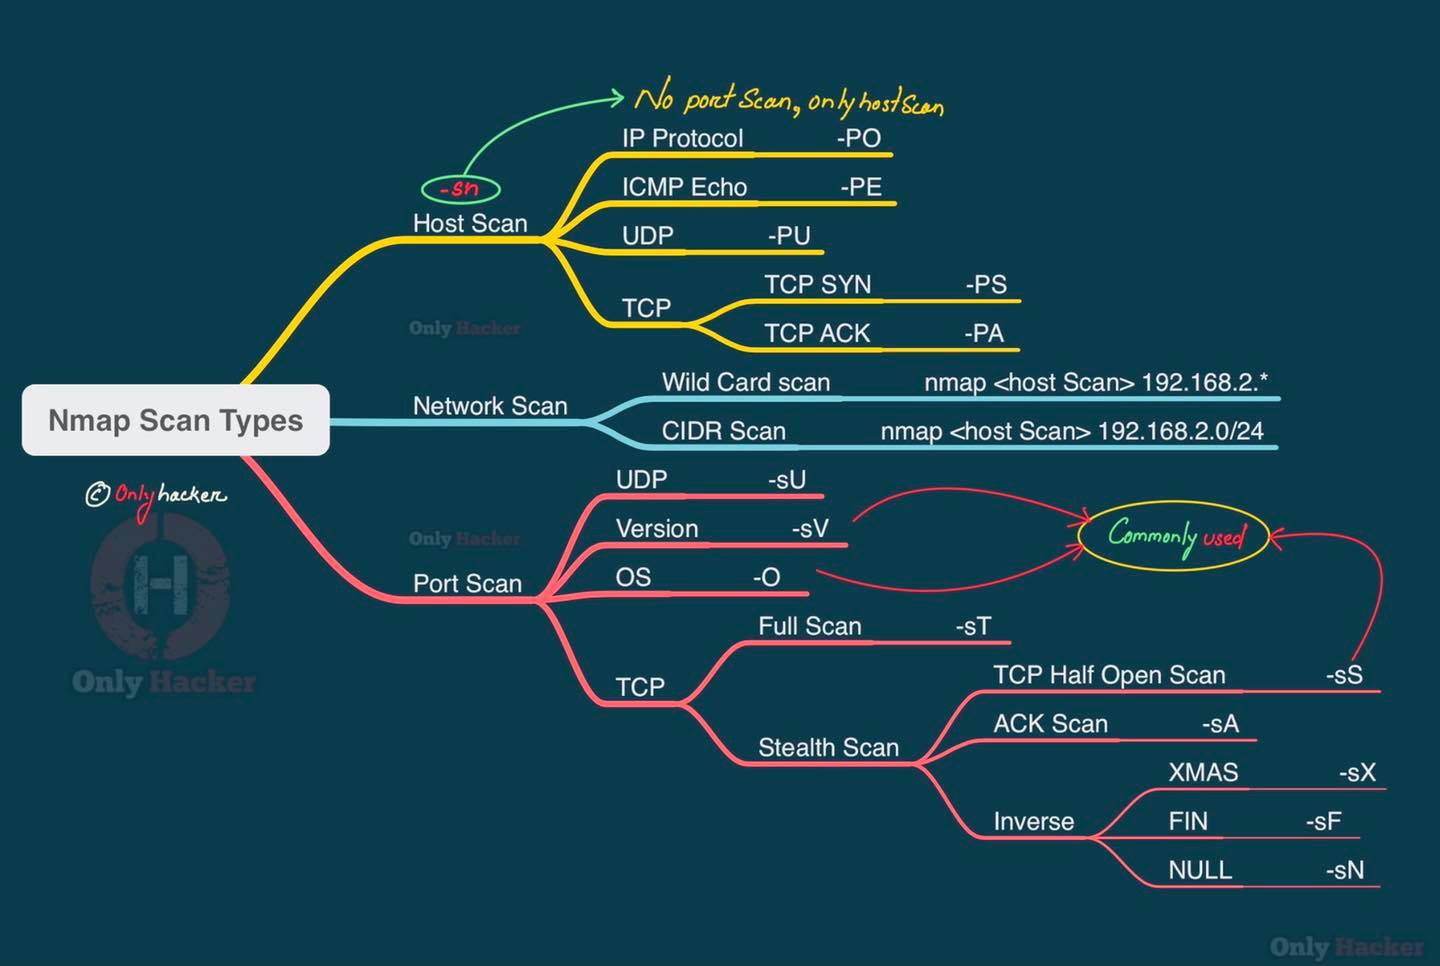 No port Scan, only host Scan
IP Protocol -PO
-sn
ICMP Echo -PE
Host Scan
UDP -PU
TCP
TCP SYN -PS
TCP ACK -PA
Only Hacker
Nmap Scan Types
Network Scan
Wild Card scan nmap <host Scan> 192.168.2.*
CIDR Scan nmap <host Scan> 192.168.2.0/24
© Onlyhacker
H
Only Hacker
Only Hacker
Port Scan
UDP -sU
Version -sV
OS -O
Commonly used
TCP
Full Scan -sT
Stealth Scan
TCP Half Open Scan -sS
ACK Scan -sA
Inverse
XMAS -sX
FIN -sF
NULL -sN
Only Hacker